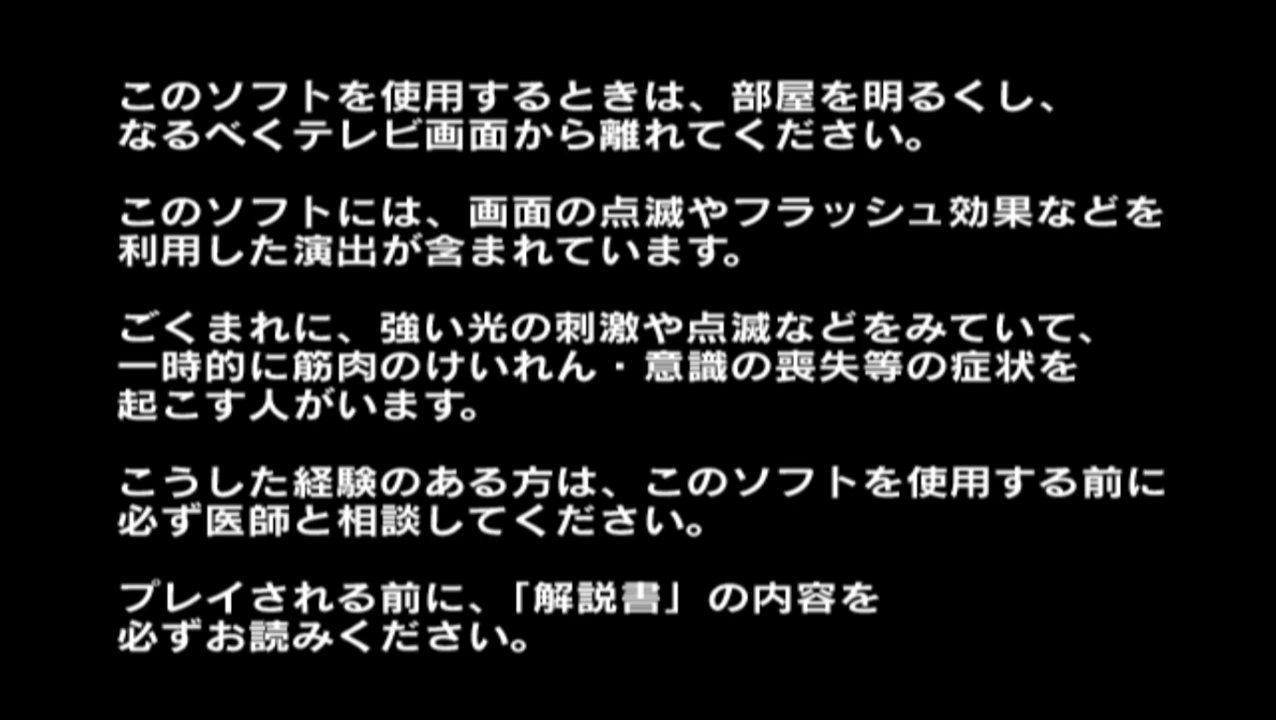 このソフトを使用するときは、部屋を明るくし、
なるべくテレビ画面から離れてください。
このソフトには、画面の点滅やフラッシュ効果などを
利用した演出が含まれています。
ごくまれに、強い光の刺激や点滅などをみていて、
一時的に筋肉のけいれん・意識の喪失等の症状を
起こす人がいます。
こうした経験のある方は、このソフトを使用する前に
必ず医師と相談してください。
プレイされる前に、「解説書」の内容を
必ずお読みください。